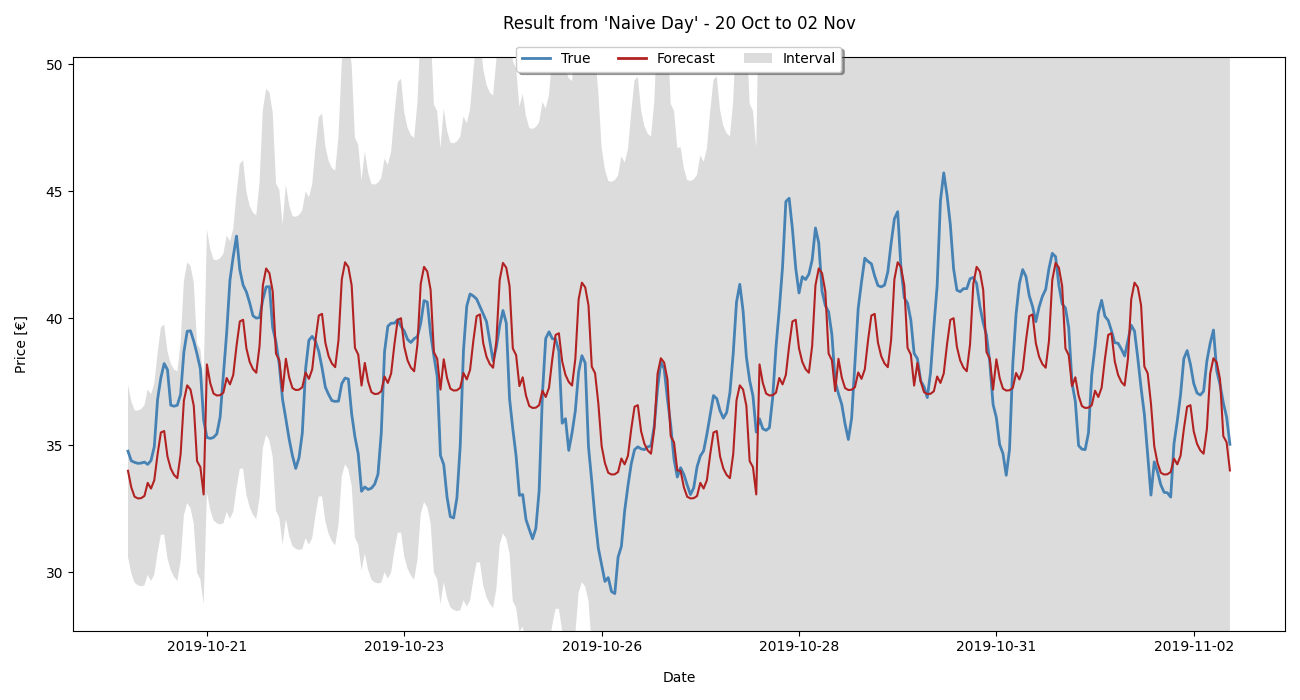 Result from 'Naive Day' - 20 Oct to 02 Nov
True Forecast Interval
50
45
40
35
30
Price [€]
2019-10-21 2019-10-23 2019-10-26 2019-10-28 2019-10-31 2019-11-02
Date